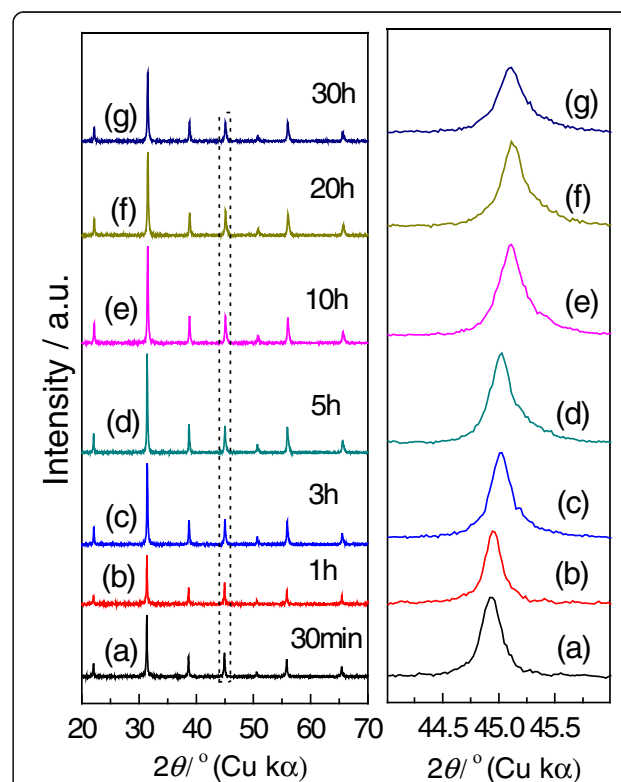 Intensity / a.u.
(g) 30h
(f) 20h
(e) 10h
(d) 5h
(c) 3h
(b) 1h
(a) 30min
20 30 40 50 60 70
2θ/ ° (Cu kα)
(g)
(f)
(e)
(d)
(c)
(b)
(a)
44.5 45.0 45.5
2θ/ ° (Cu kα)